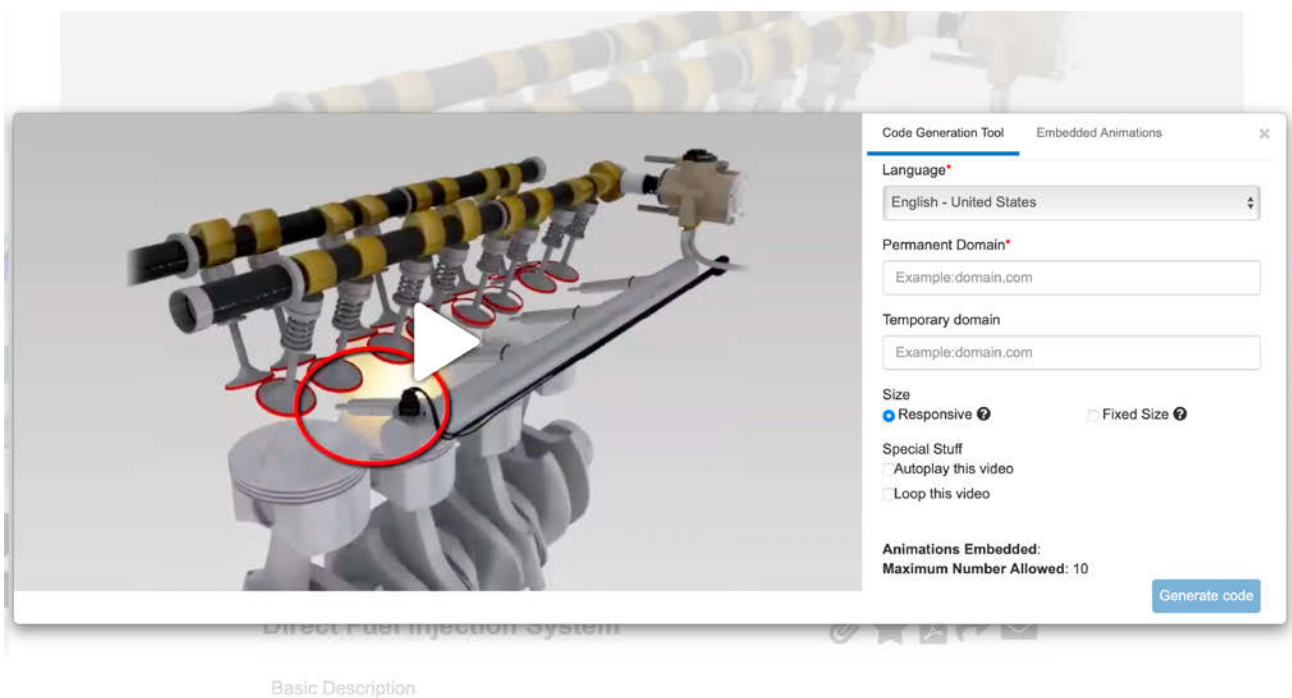 Code Generation Tool
Embedded Animations
Language*
English - United States
Permanent Domain*
Example:domain.com
Temporary domain
Example:domain.com
Size
Responsive
Fixed Size
Special Stuff
Autoplay this video
Loop this video
Animations Embedded:
Maximum Number Allowed: 10
Generate code
Direct Fuel Injection System
Basic Description